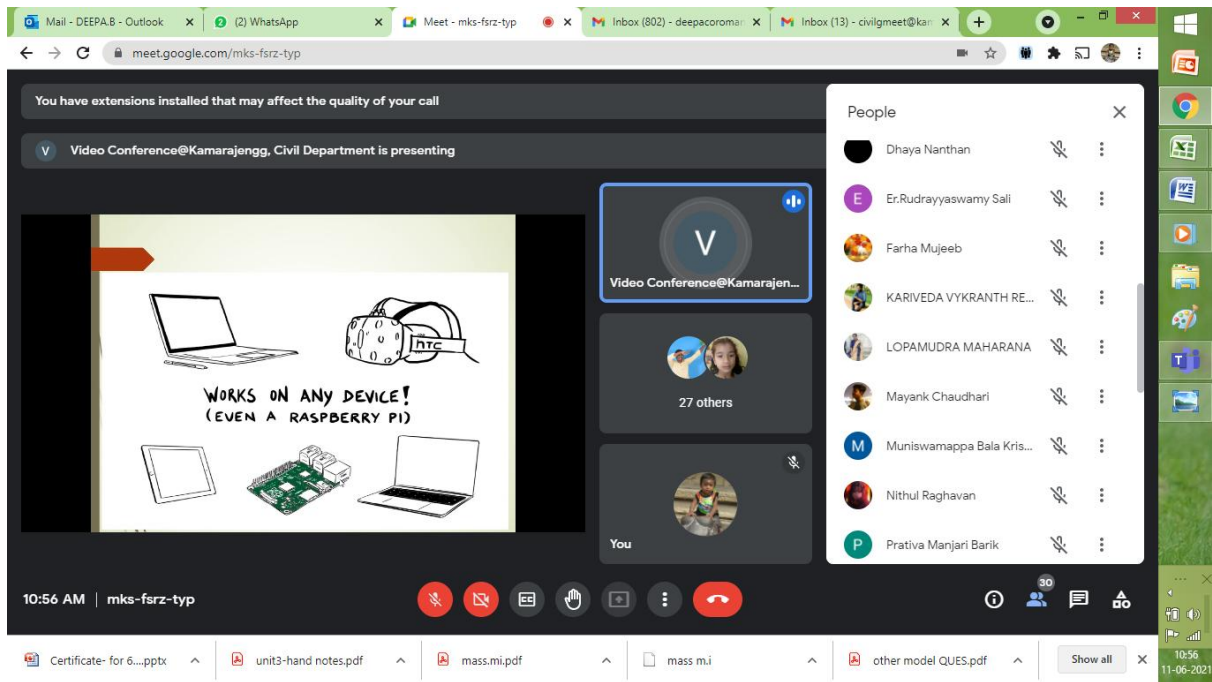 Mail - DEEPA.B - Outlook
(2) WhatsApp
Meet - mks-fsrz-typ
Inbox (802) - deepacoroman
Inbox (13) - civilgmeet@kan
meet.google.com/mks-fsrz-typ
You have extensions installed that may affect the quality of your call
V Video Conference@Kamarajengg, Civil Department is presenting
hTC
WORKS ON ANY DEVICE!
(EVEN A RASPBERRY PI)
V
Video Conference@Kamarajen...
27 others
You
People
Dhaya Nanthan
E Er.Rudrayyaswamy Sali
Farha Mujeeb
KARIVEDA VYKRANTH RE...
LOPAMUDRA MAHARANA
Mayank Chaudhari
M Muniswamappa Bala Kris...
Nithul Raghavan
P Prativa Manjari Barik
10:56 AM | mks-fsrz-typ
30
Certificate- for 6....pptx
unit3-hand notes.pdf
mass.mi.pdf
mass m.i
other model QUES.pdf
Show all
10:56
11-06-2021